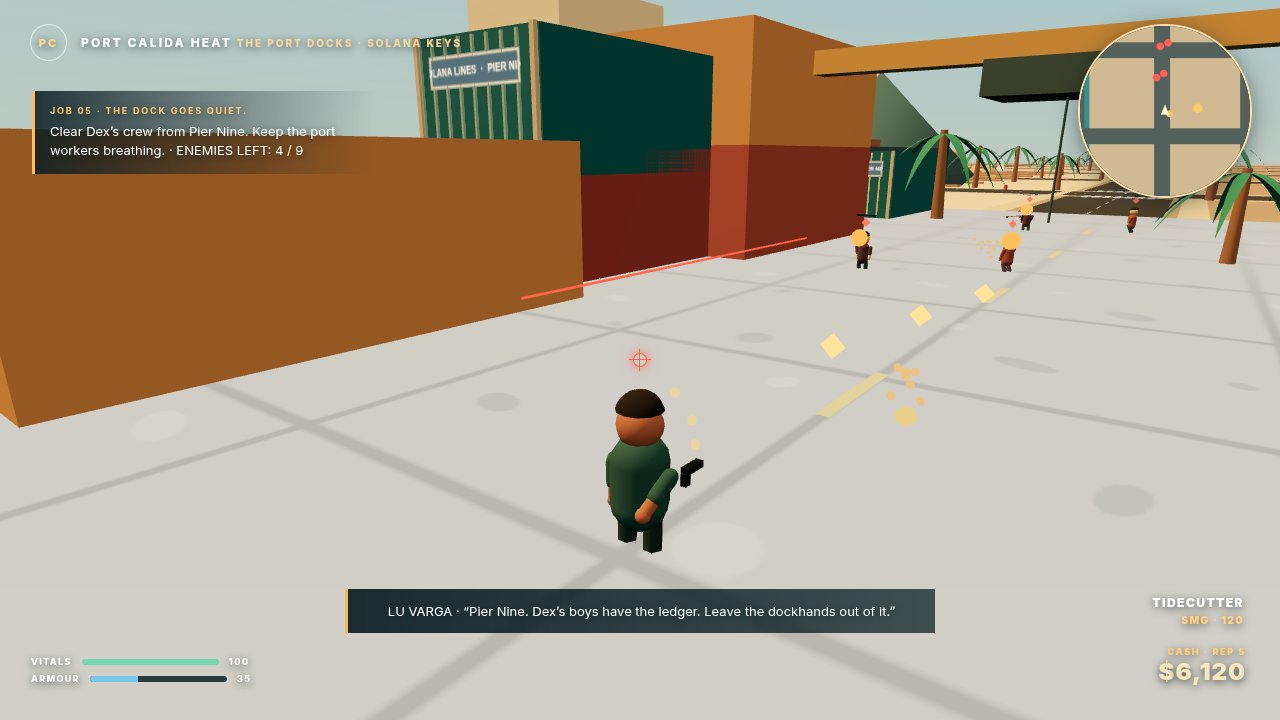 PC PORT CALIDA HEAT THE PORT DOCKS · SOLANA KEYS
JOB 05 · THE DOCK GOES QUIET.
Clear Dex’s crew from Pier Nine. Keep the port
workers breathing. · ENEMIES LEFT: 4 / 9
LANA LINES · PIER NI
LU VARGA · “Pier Nine. Dex’s boys have the ledger. Leave the dockhands out of it.”
VITALS 100
ARMOUR 35
TIDECUTTER
SMG · 120
CASH · REP 5
$6,120